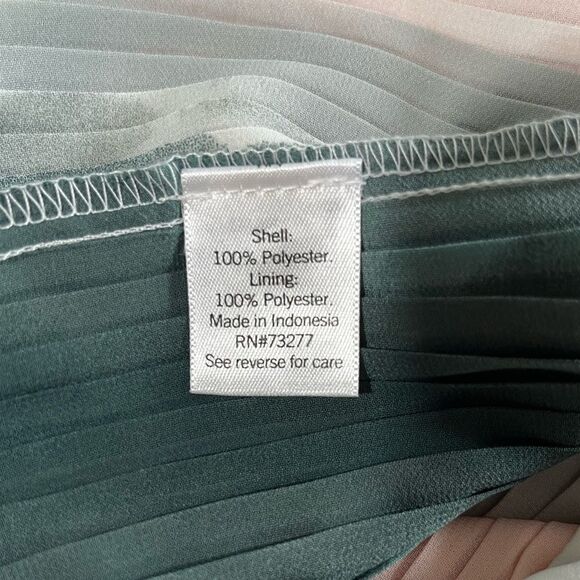 Shell:
100% Polyester.
Lining:
100% Polyester.
Made in Indonesia
RN#73277
See reverse for care